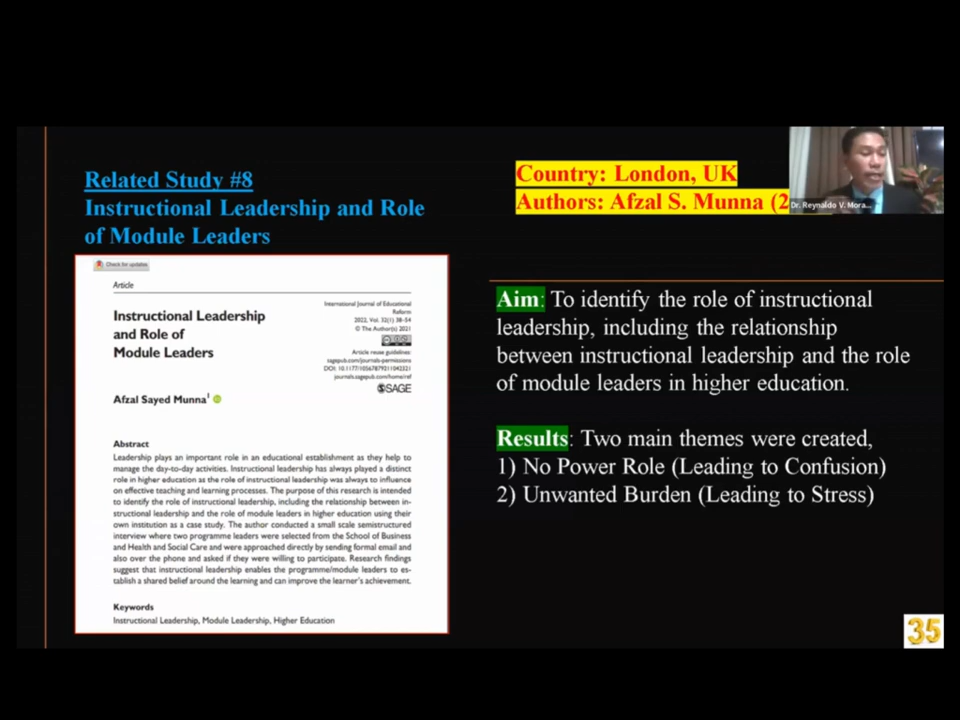 Related Study #8
Instructional Leadership and Role
of Module Leaders
Country: London, UK
Authors: Afzal S. Munna (2
Dr. Reynaldo V. Mora...
Check for updates
Article
Instructional Leadership
and Role of
Module Leaders
International Journal of Educational
Reform
2022, Vol. 32(1) 38–54
© The Author(s) 2021
Article reuse guidelines:
sagepub.com/journals-permissions
DOI: 10.1177/10567879211042321
journals.sagepub.com/home/ref
SAGE
Afzal Sayed Munna1
Abstract
Leadership plays an important role in an educational establishment as they help to
manage the day-to-day activities. Instructional leadership has always played a distinct
role in higher education as the role of instructional leadership was always to influence
on effective teaching and learning processes. The purpose of this research is intended
to identify the role of instructional leadership, including the relationship between in-
structional leadership and the role of module leaders in higher education using their
own institution as a case study. The author conducted a small scale semistructured
interview where two programme leaders were selected from the School of Business
and Health and Social Care and were approached directly by sending formal email and
also over the phone and asked if they were willing to participate. Research findings
suggest that instructional leadership enables the programme/module leaders to es-
tablish a shared belief around the learning and can improve the learner's achievement.
Keywords
Instructional Leadership, Module Leadership, Higher Education
Aim: To identify the role of instructional
leadership, including the relationship
between instructional leadership and the role
of module leaders in higher education.
Results: Two main themes were created,
1) No Power Role (Leading to Confusion)
2) Unwanted Burden (Leading to Stress)
35